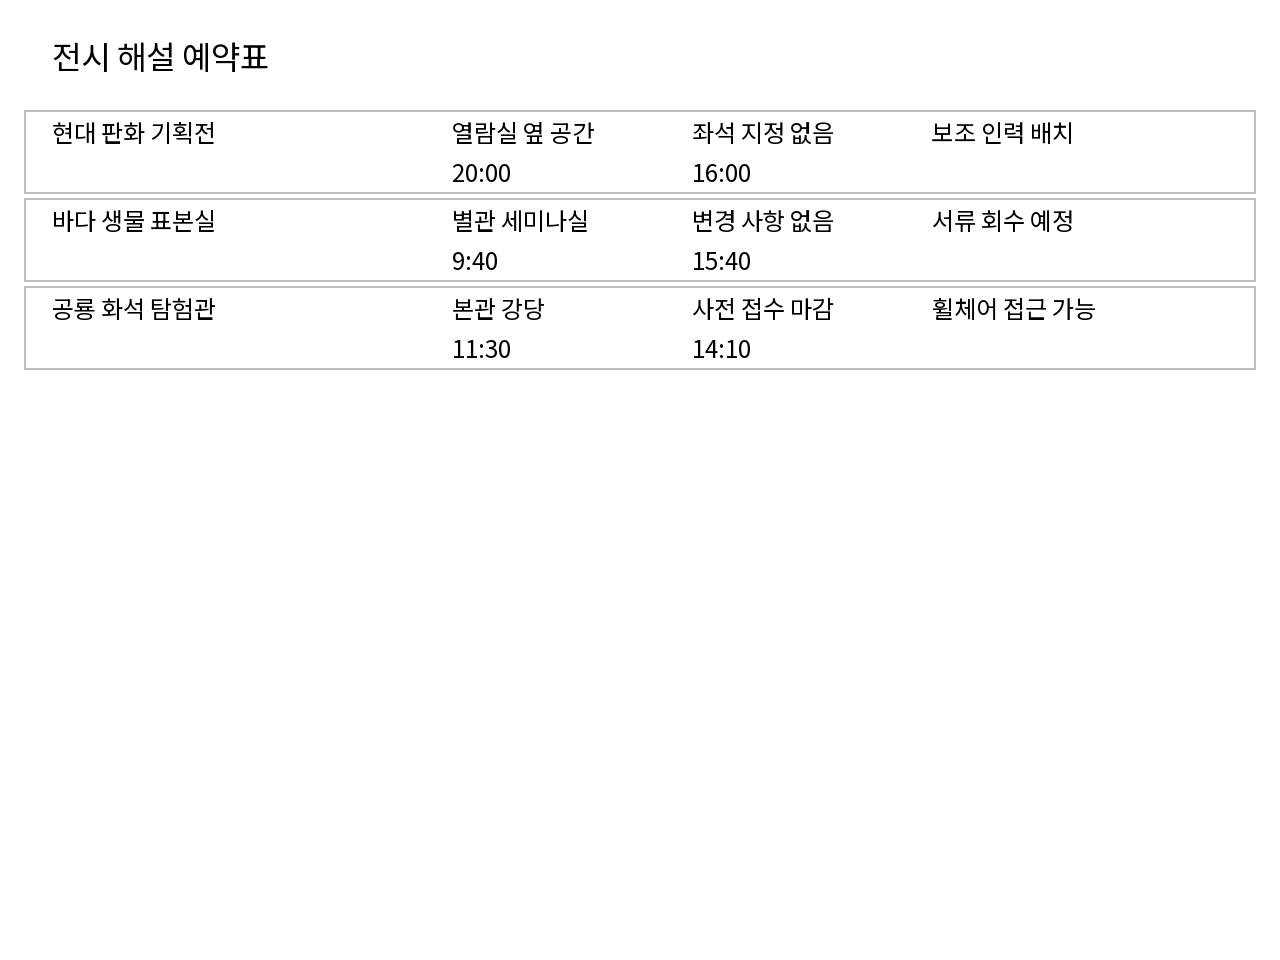 전시 해설 예약표
현대 판화 기획전 열람실 옆 공간 좌석 지정 없음 보조 인력 배치
20:00 16:00
바다 생물 표본실 별관 세미나실 변경 사항 없음 서류 회수 예정
9:40 15:40
공룡 화석 탐험관 본관 강당 사전 접수 마감 휠체어 접근 가능
11:30 14:10